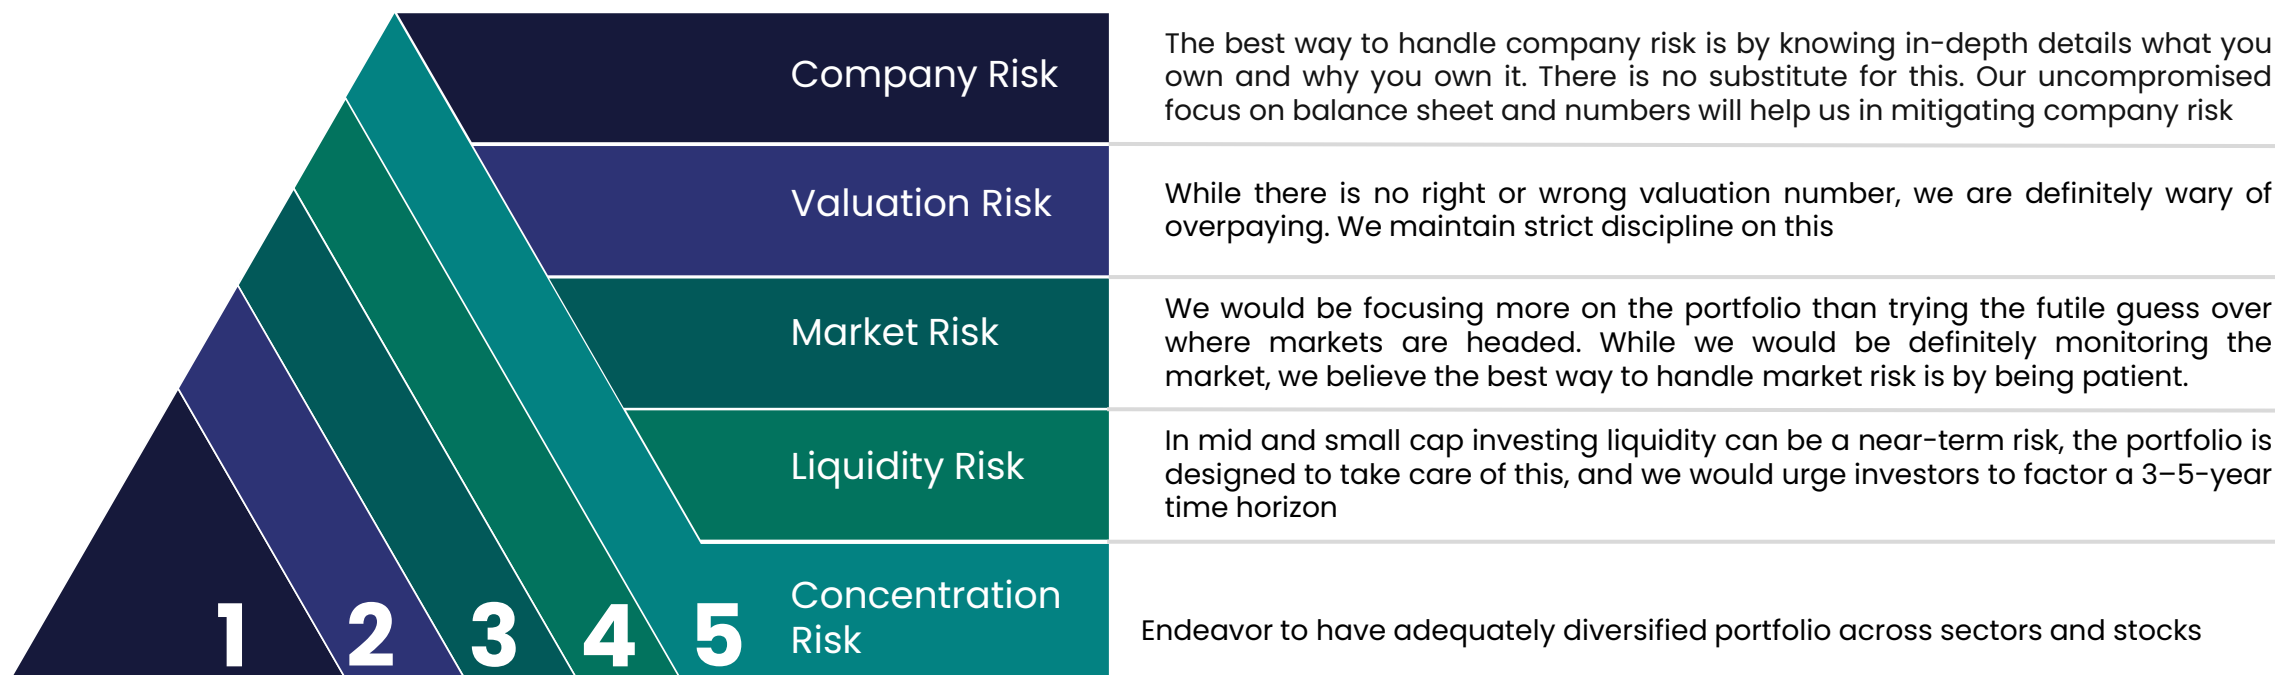 Company Risk
The best way to handle company risk is by knowing in-depth details what you
own and why you own it. There is no substitute for this. Our uncompromised
focus on balance sheet and numbers will help us in mitigating company risk
Valuation Risk
While there is no right or wrong valuation number, we are definitely wary of
overpaying. We maintain strict discipline on this
Market Risk
We would be focusing more on the portfolio than trying the futile guess over
where markets are headed. While we would be definitely monitoring the
market, we believe the best way to handle market risk is by being patient.
Liquidity Risk
In mid and small cap investing liquidity can be a near-term risk, the portfolio is
designed to take care of this, and we would urge investors to factor a 3–5-year
time horizon
1 2 3 4 5
Concentration
Risk
Endeavor to have adequately diversified portfolio across sectors and stocks